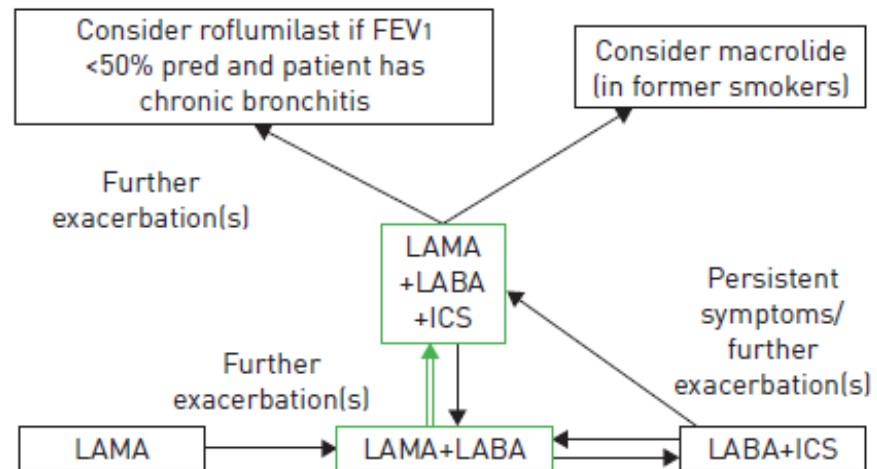 Consider roflumilast if FEV1
<50% pred and patient has
chronic bronchitis
Consider macrolide
(in former smokers)
Further
exacerbation(s)
LAMA
+LABA
+ICS
Persistent
symptoms/
further
exacerbation(s)
Further
exacerbation(s)
LAMA
LAMA+LABA
LABA+ICS